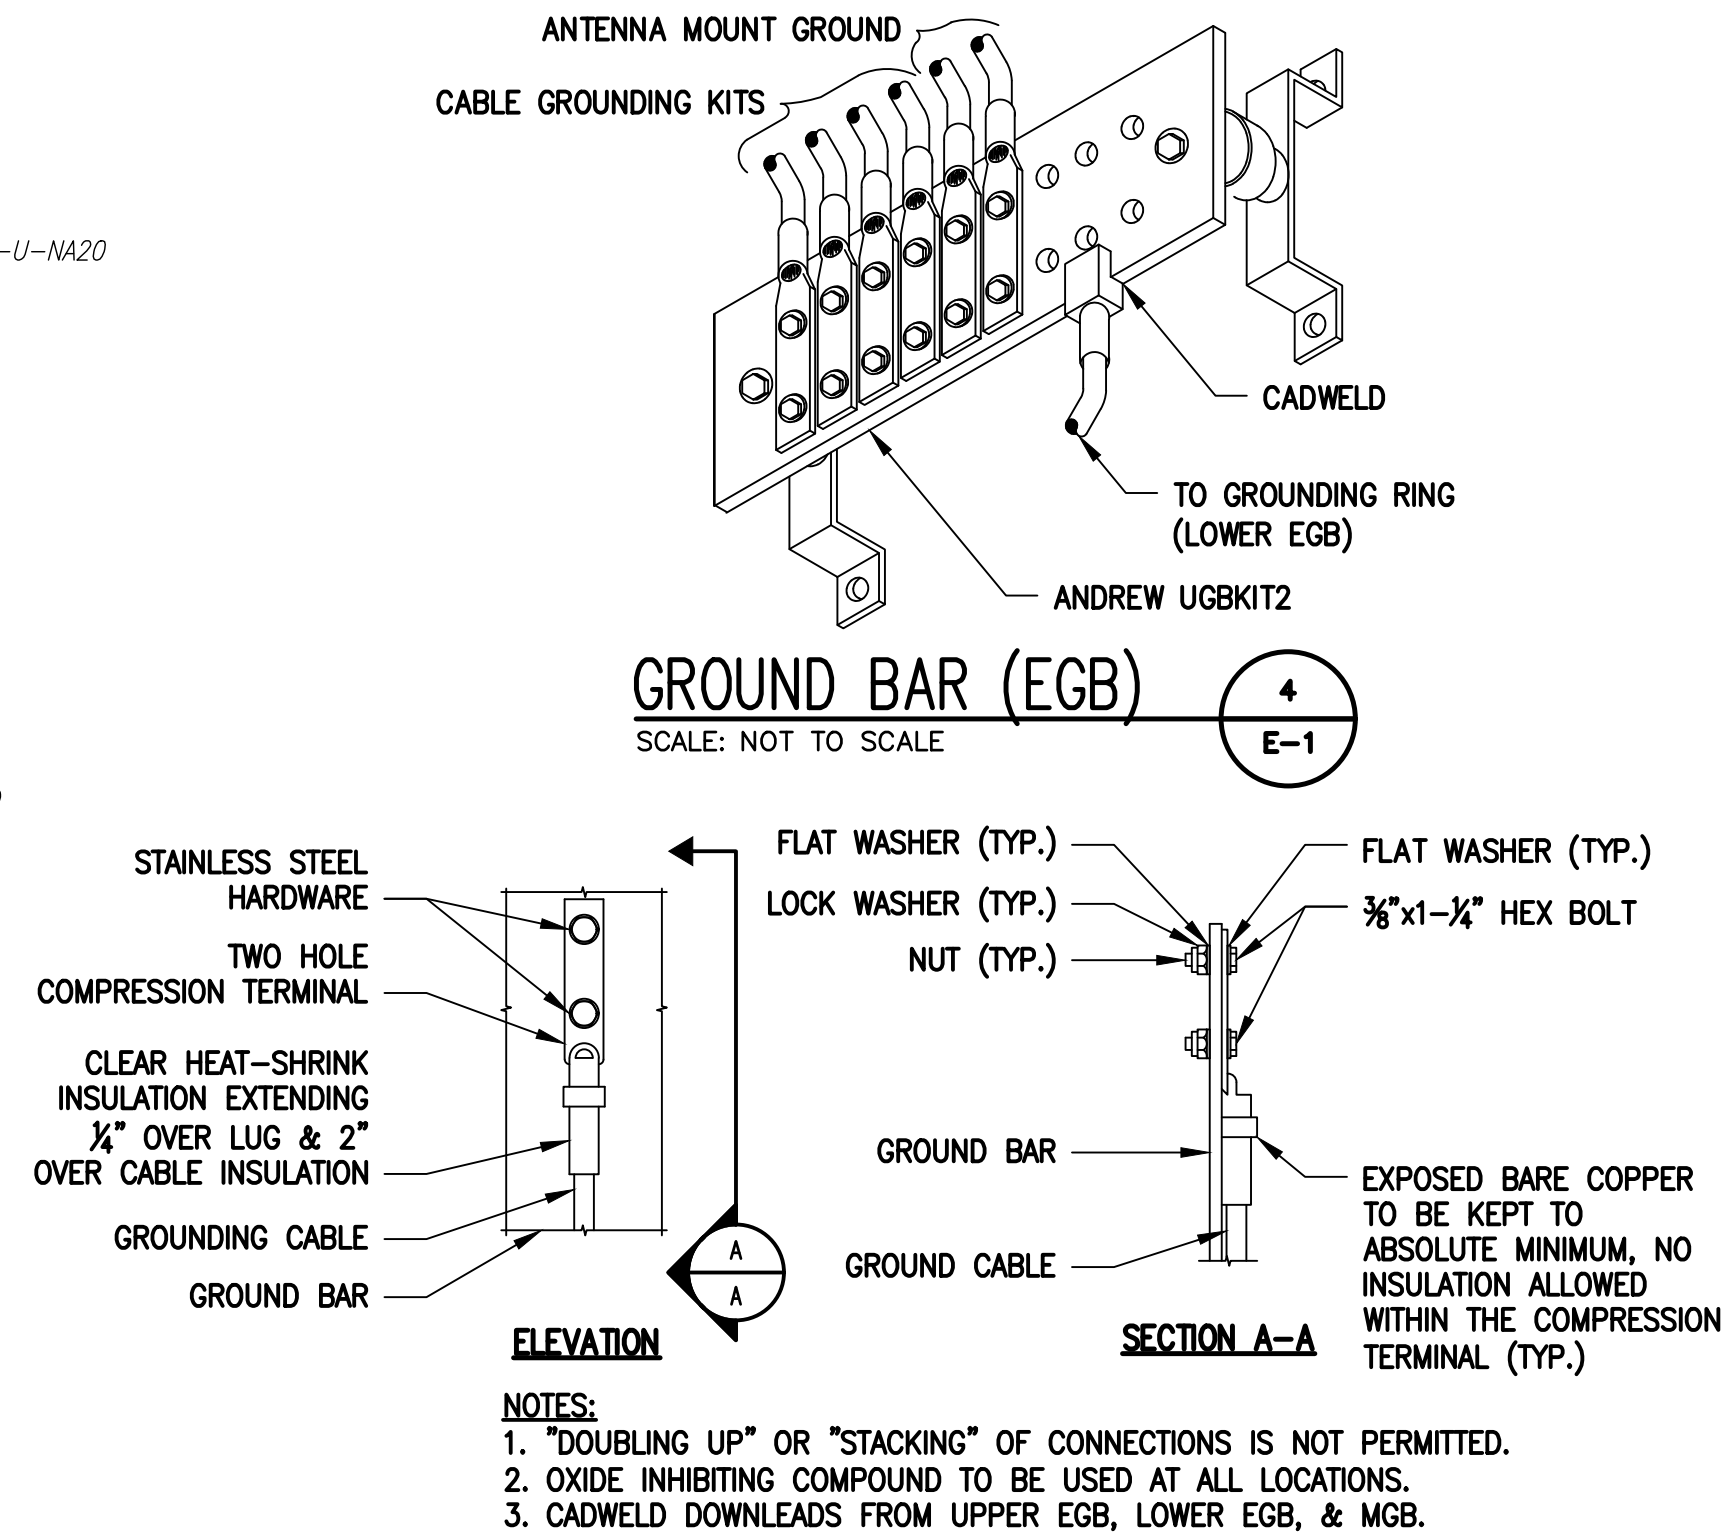 ANTENNA MOUNT GROUND
CABLE GROUNDING KITS
-U-NA20
CADWELD
TO GROUNDING RING
(LOWER EGB)
ANDREW UGBKIT2
GROUND BAR (EGB)
SCALE: NOT TO SCALE
4
E-1
STAINLESS STEEL
HARDWARE
TWO HOLE
COMPRESSION TERMINAL
CLEAR HEAT-SHRINK
INSULATION EXTENDING
1/4" OVER LUG & 2"
OVER CABLE INSULATION
GROUNDING CABLE
GROUND BAR
A
A
ELEVATION
FLAT WASHER (TYP.)
LOCK WASHER (TYP.)
NUT (TYP.)
GROUND BAR
GROUND CABLE
FLAT WASHER (TYP.)
3/8"x1-1/4" HEX BOLT
EXPOSED BARE COPPER
TO BE KEPT TO
ABSOLUTE MINIMUM, NO
INSULATION ALLOWED
WITHIN THE COMPRESSION
TERMINAL (TYP.)
SECTION A-A
NOTES:
1. "DOUBLING UP" OR "STACKING" OF CONNECTIONS IS NOT PERMITTED.
2. OXIDE INHIBITING COMPOUND TO BE USED AT ALL LOCATIONS.
3. CADWELD DOWNLEADS FROM UPPER EGB, LOWER EGB, & MGB.